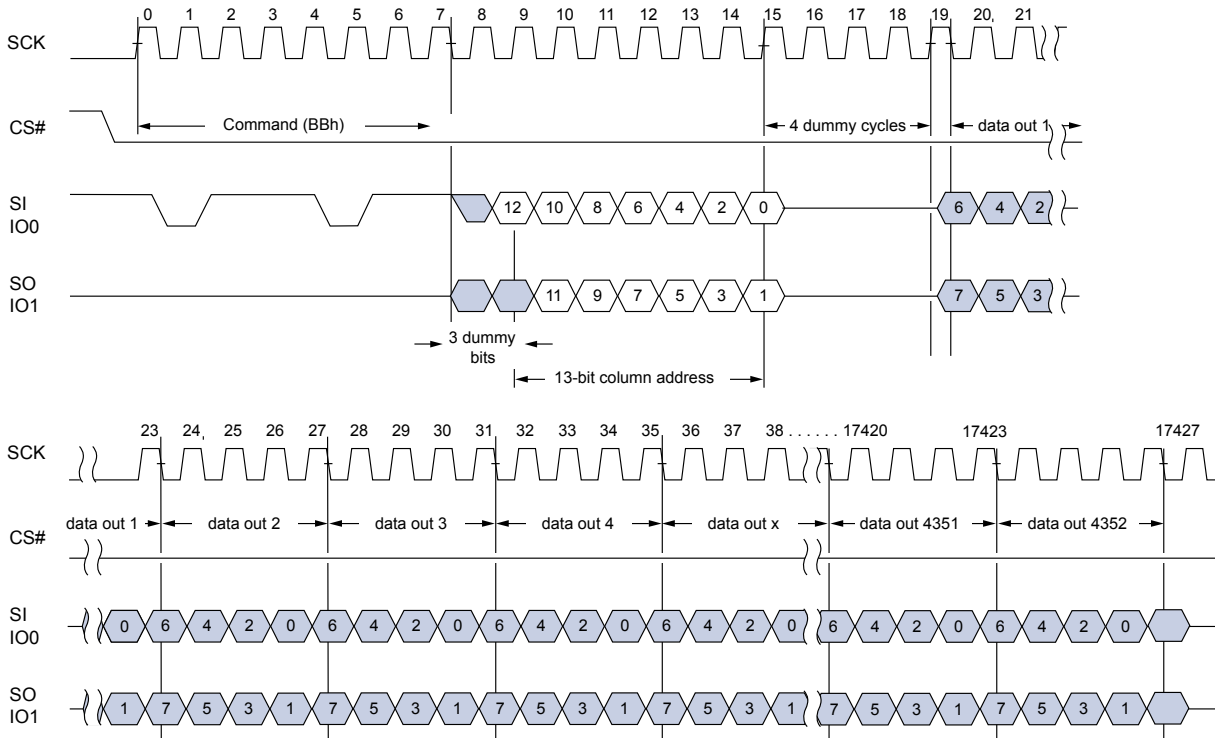 0 1 2 3 4 5 6 7 8 9 10 11 12 13 14 15 16 17 18 19 20, 21
SCK
CS#
Command (BBh)
4 dummy cycles
data out 1
SI
IO0
12 10 8 6 4 2 0
6 4 2
SO
IO1
11 9 7 5 3 1
7 5 3
3 dummy
bits
13-bit column address
23 24, 25 26 27 28 29 30 31 32 33 34 35 36 37 38 . . . . . . 17420 17423 17427
SCK
data out 1 data out 2 data out 3 data out 4 data out x data out 4351 data out 4352
CS#
SI
IO0
0 6 4 2 0 6 4 2 0 6 4 2 0 6 4 2 0 6 4 2 0 6 4 2 0
SO
IO1
1 7 5 3 1 7 5 3 1 7 5 3 1 7 5 3 1 7 5 3 1 7 5 3 1